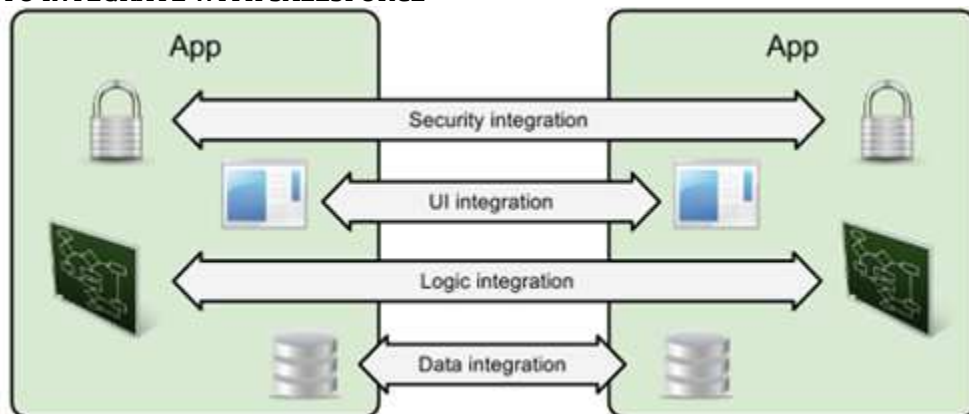 App
App
Security integration
UI integration
Logic integration
Data integration